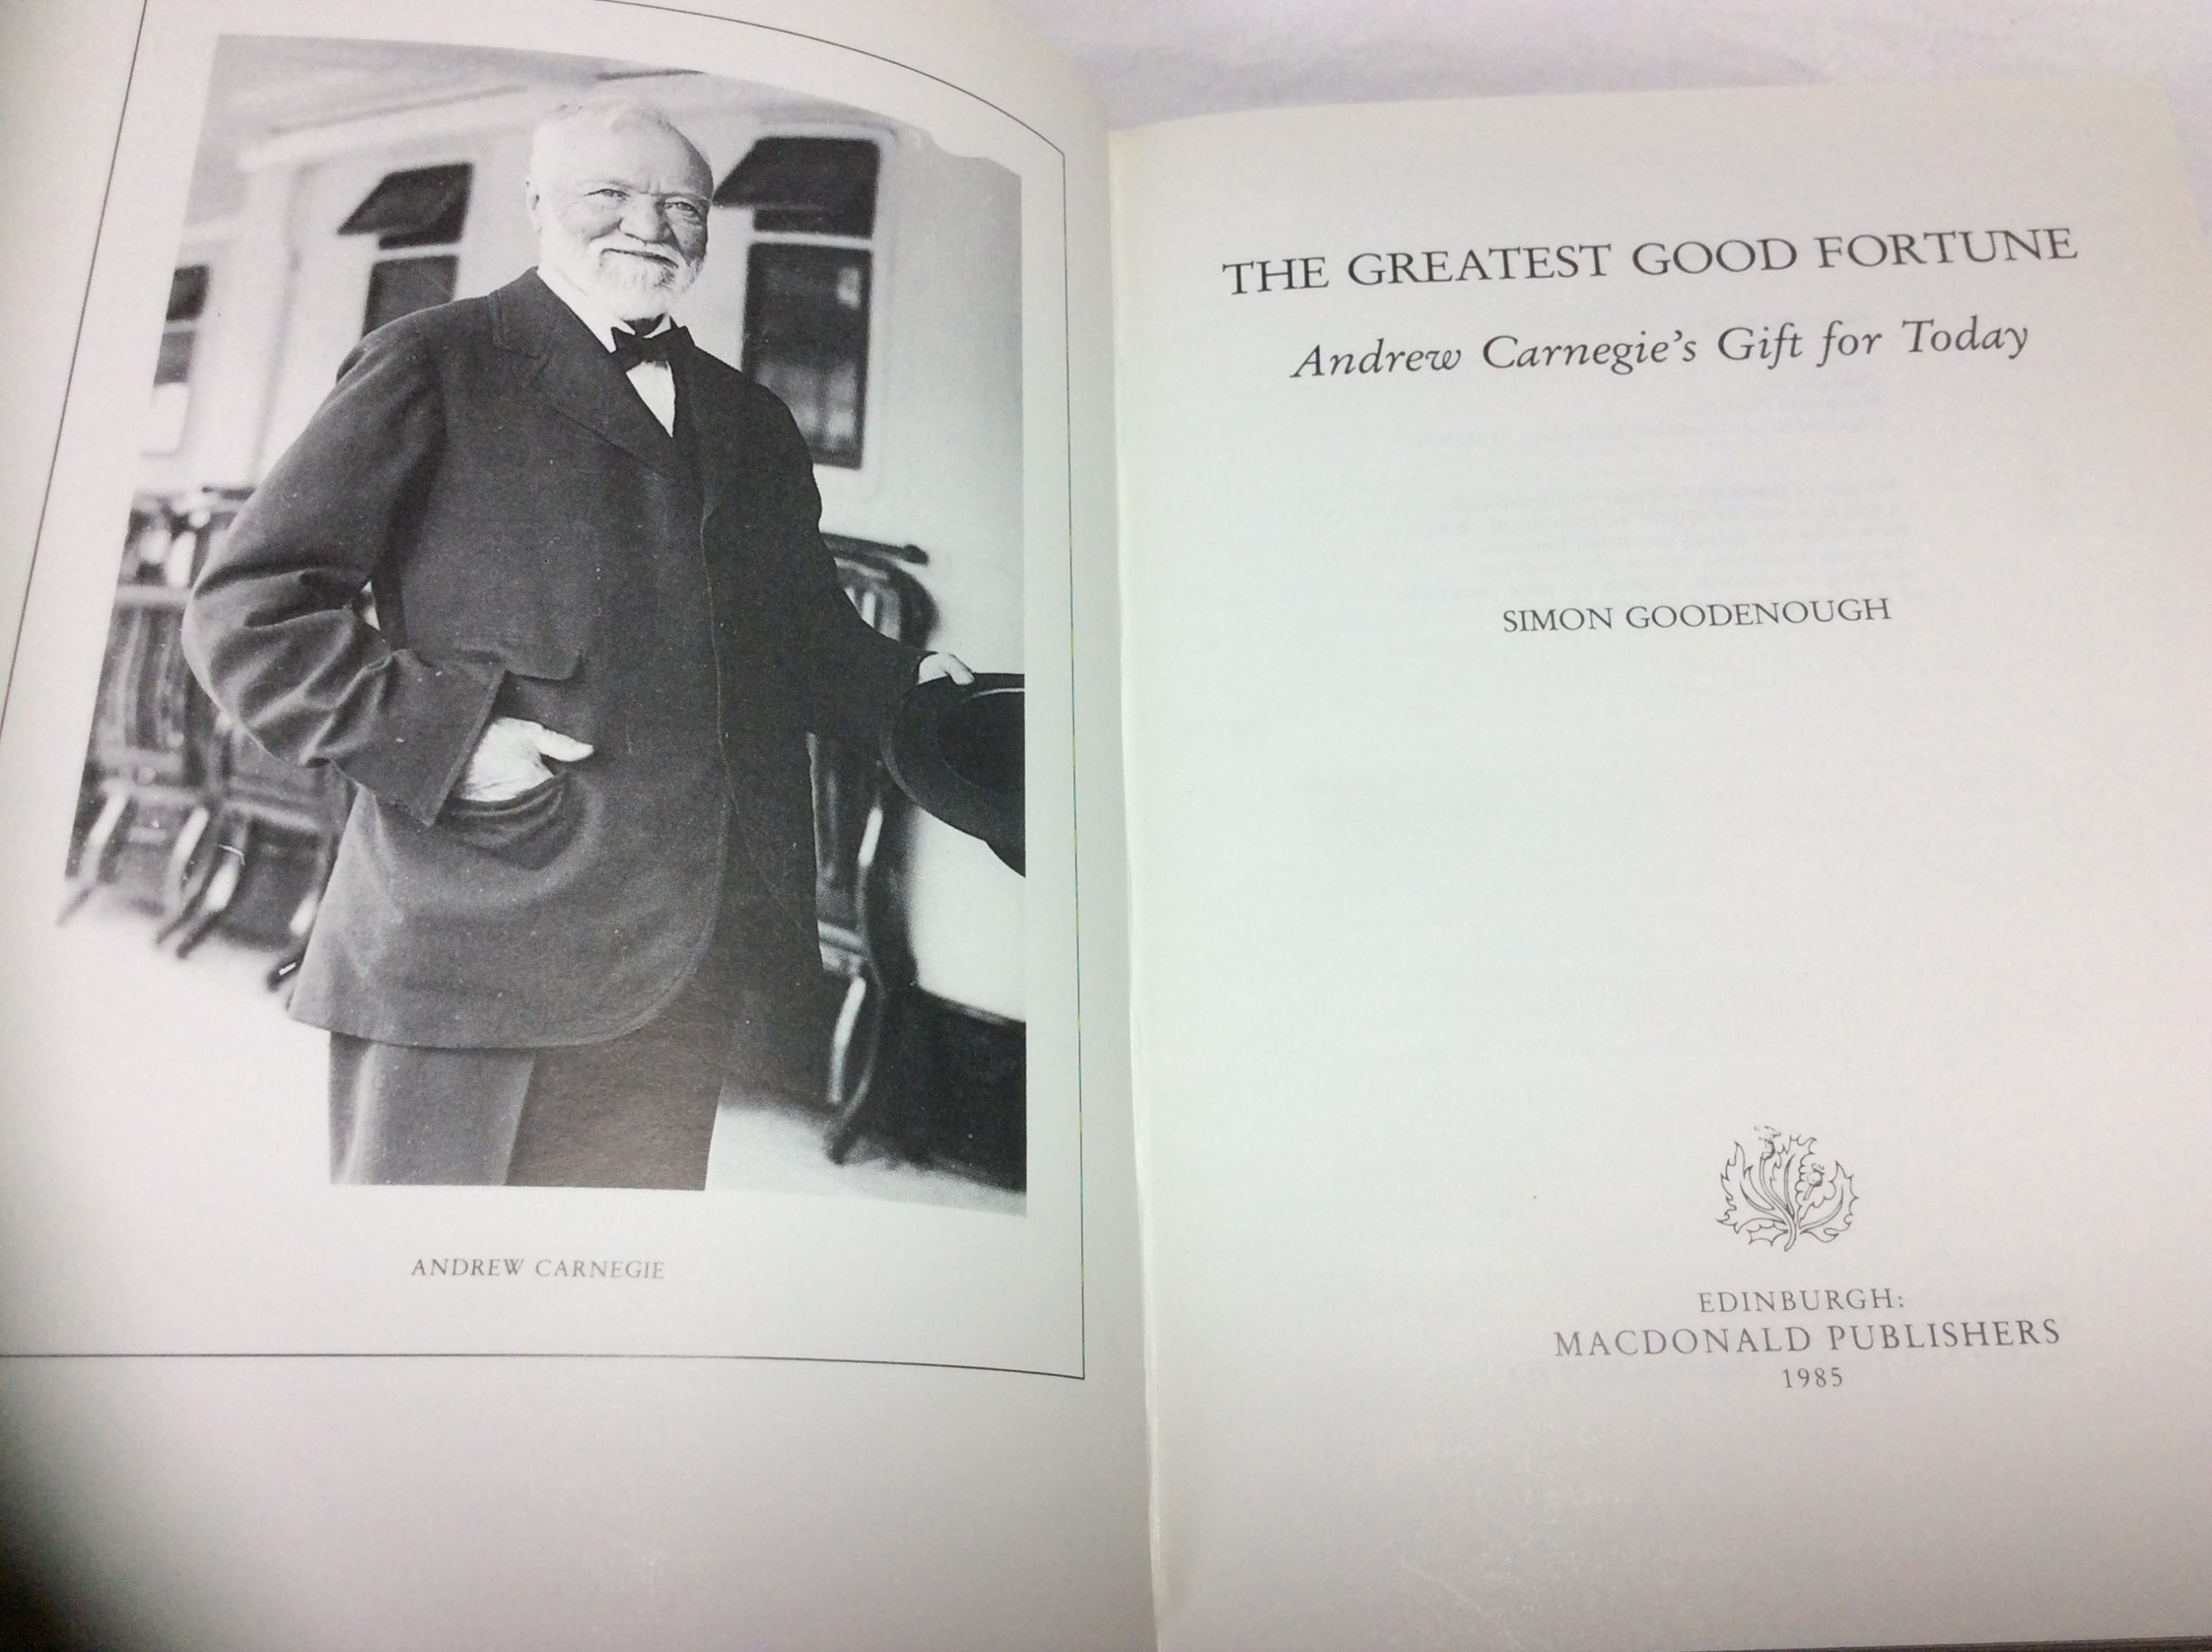 ANDREW CARNEGIE
THE GREATEST GOOD FORTUNE
Andrew Carnegie's Gift for Today
SIMON GOODENOUGH
EDINBURGH:
MACDONALD PUBLISHERS
1985